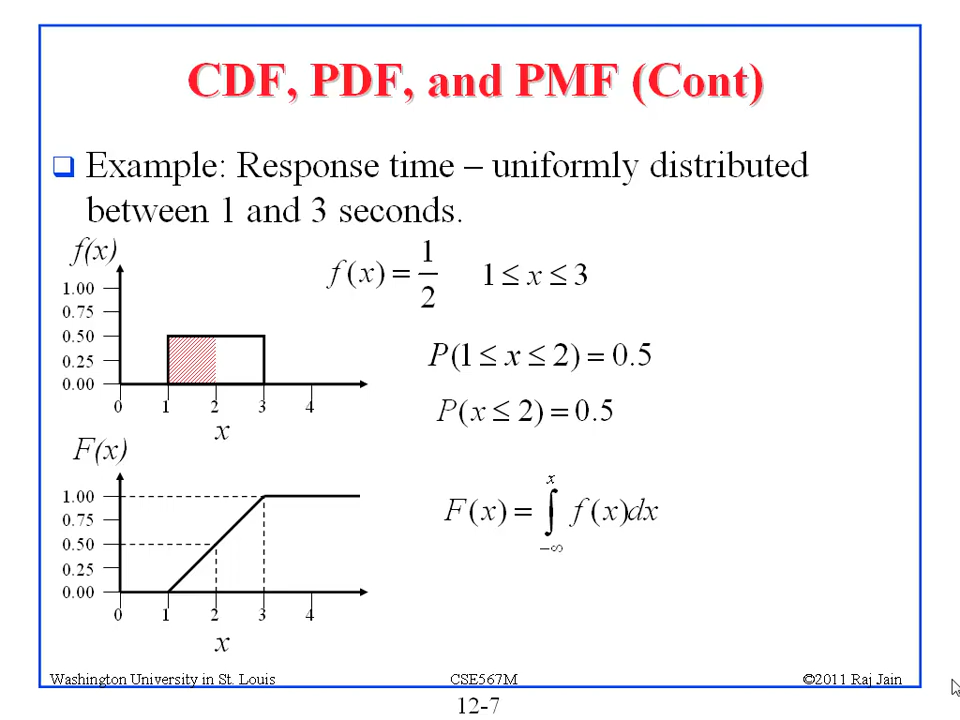 CDF, PDF, and PMF (Cont)
❑ Example: Response time – uniformly distributed
between 1 and 3 seconds.
f(x)
1.00
0.75
0.50
0.25
0.00
0 1 2 3 4
x
f(x) = 1/2   1 ≤ x ≤ 3
P(1 ≤ x ≤ 2) = 0.5
P(x ≤ 2) = 0.5
F(x)
1.00
0.75
0.50
0.25
0.00
0 1 2 3 4
x
F(x) = ∫_{-∞}^{x} f(x)dx
Washington University in St. Louis CSE567M ©2011 Raj Jain
12-7